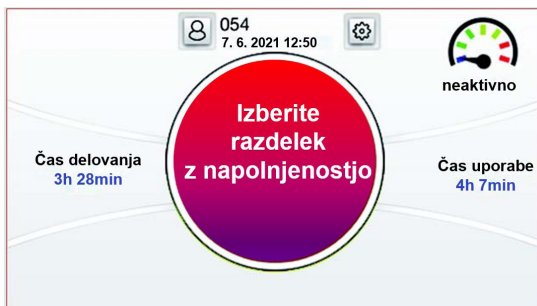 054
7. 6. 2021 12:50
neaktivno
Izberite
razdelek
z napolnjenostjo
Čas delovanja
3h 28min
Čas uporabe
4h 7min